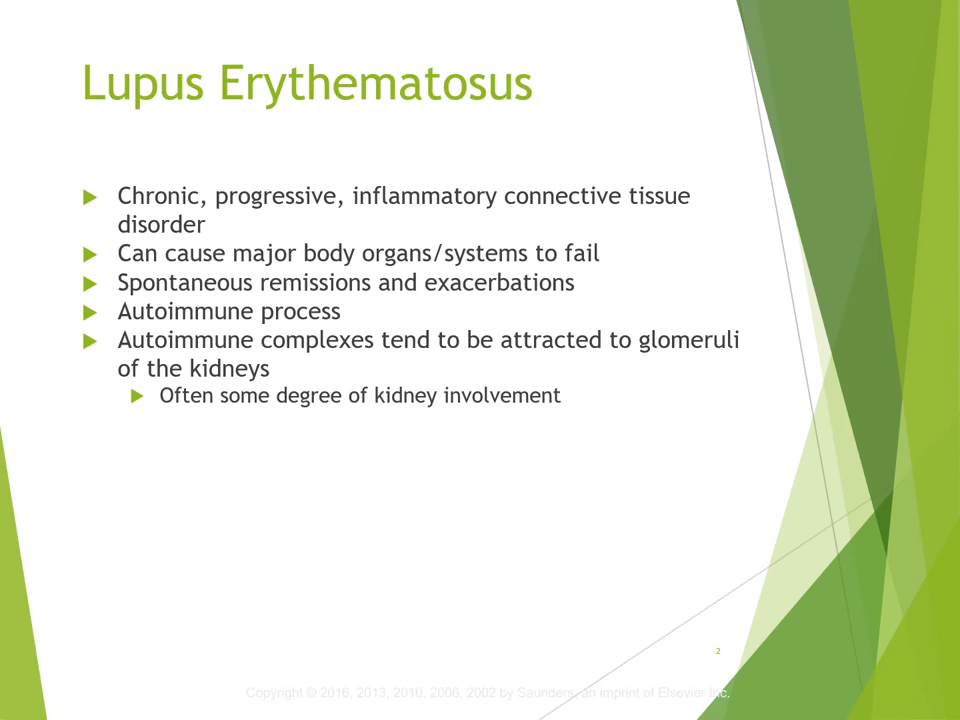 Lupus Erythematosus
Chronic, progressive, inflammatory connective tissue
disorder
Can cause major body organs/systems to fail
Spontaneous remissions and exacerbations
Autoimmune process
Autoimmune complexes tend to be attracted to glomeruli
of the kidneys
Often some degree of kidney involvement
2
Copyright © 2016, 2013, 2010, 2006, 2002 by Saunders, an imprint of Elsevier Inc.